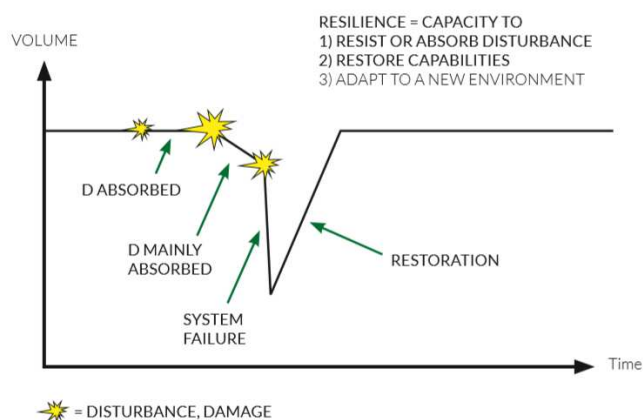 RESILIENCE = CAPACITY TO
1) RESIST OR ABSORB DISTURBANCE
2) RESTORE CAPABILITIES
3) ADAPT TO A NEW ENVIRONMENT
VOLUME
D ABSORBED
D MAINLY
ABSORBED
RESTORATION
SYSTEM
FAILURE
Time
= DISTURBANCE, DAMAGE